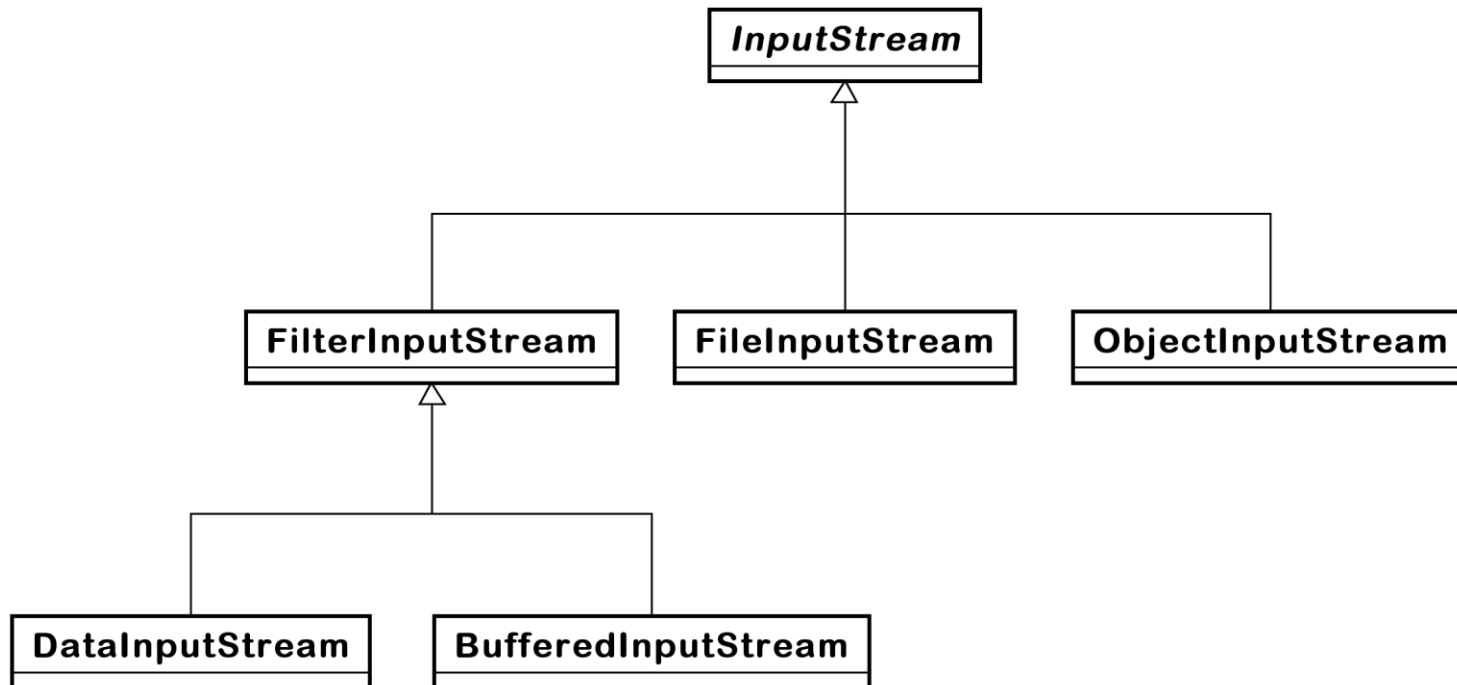 InputStream
FilterInputStream
FileInputStream
ObjectInputStream
DataInputStream
BufferedInputStream